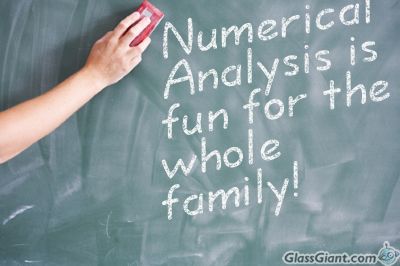 Numerical
Analysis is
fun for the
whole
family!
GlassGiant.com